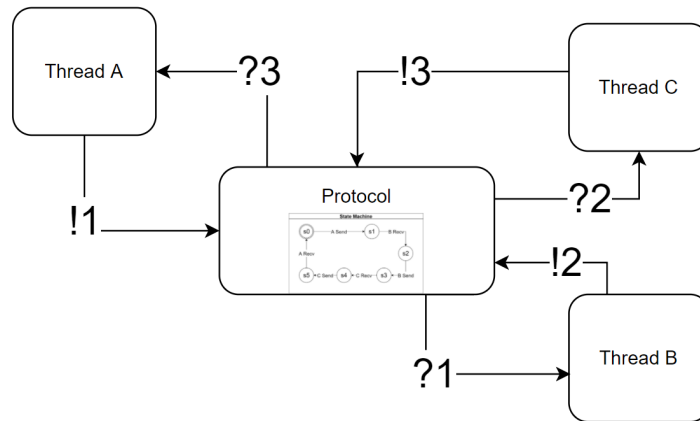 Thread A
?3
!3
Thread C
Protocol
State Machine
s0
A Send
s1
B Recv
A Recv
s2
s5
C Send
s4
C Recv
s3
B Send
!1
?2
!2
?1
Thread B